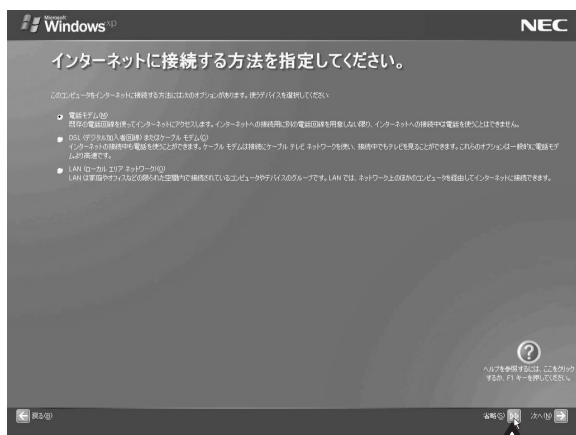 Microsoft
Windows xp
NEC
インターネットに接続する方法を指定してください。
このコンピュータをインターネットに接続する方法には次のオプションがあります。使うデバイスを選択してください:
電話モデム(M)
既存の電話回線を使ってインターネットにアクセスします。インターネットへの接続用に別の電話回線を用意しない限り、インターネットへの接続中は電話を使うことはできません。
DSL (デジタル加入者回線) またはケーブル モデム(C)
インターネットの接続中も電話を使うことができます。ケーブル モデムは接続にケーブル テレビ ネットワークを使い、接続中でもテレビを見ることができます。これらのオプションは一般的に電話モデ
ムより高速です。
LAN (ローカル エリア ネットワーク)(O)
LAN は家庭やオフィスなどの限られた空間内で接続されているコンピュータやデバイスのグループです。LAN では、ネットワーク上のほかのコンピュータを経由してインターネットに接続できます。
ヘルプを参照するには、ここをクリック
するか、F1 キーを押してください。
戻る(B)
省略(S)
次へ(N)